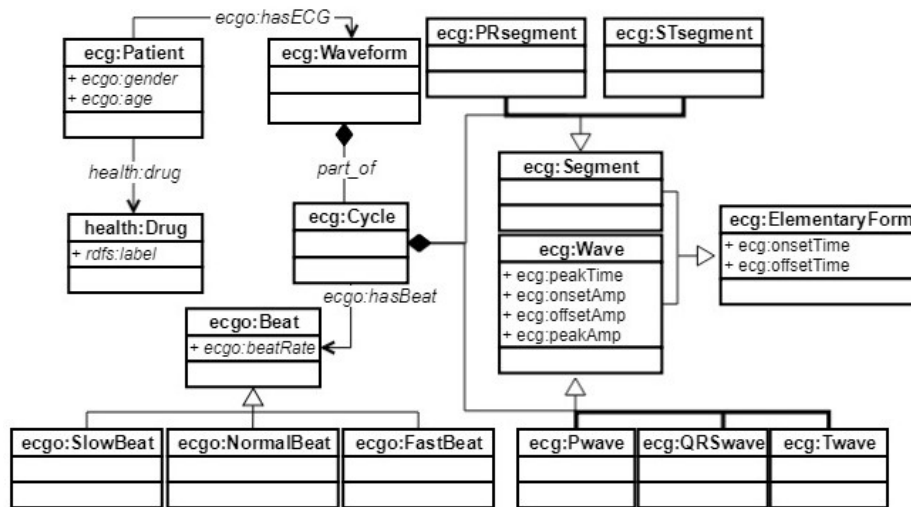 ecgo:hasECG
ecg:Patient
+ ecgo:gender
+ ecgo:age
ecg:Waveform
ecg:PRsegment
ecg:STsegment
health:drug
part_of
ecg:Segment
health:Drug
+ rdfs:label
ecg:Cycle
ecg:Wave
+ ecg:peakTime
+ ecg:onsetAmp
+ ecg:offsetAmp
+ ecg:peakAmp
ecg:ElementaryForm
+ ecg:onsetTime
+ ecg:offsetTime
ecgo:hasBeat
ecgo:Beat
+ ecgo:beatRate
ecgo:SlowBeat
ecgo:NormalBeat
ecgo:FastBeat
ecg:Pwave
ecg:QRSwave
ecg:Twave